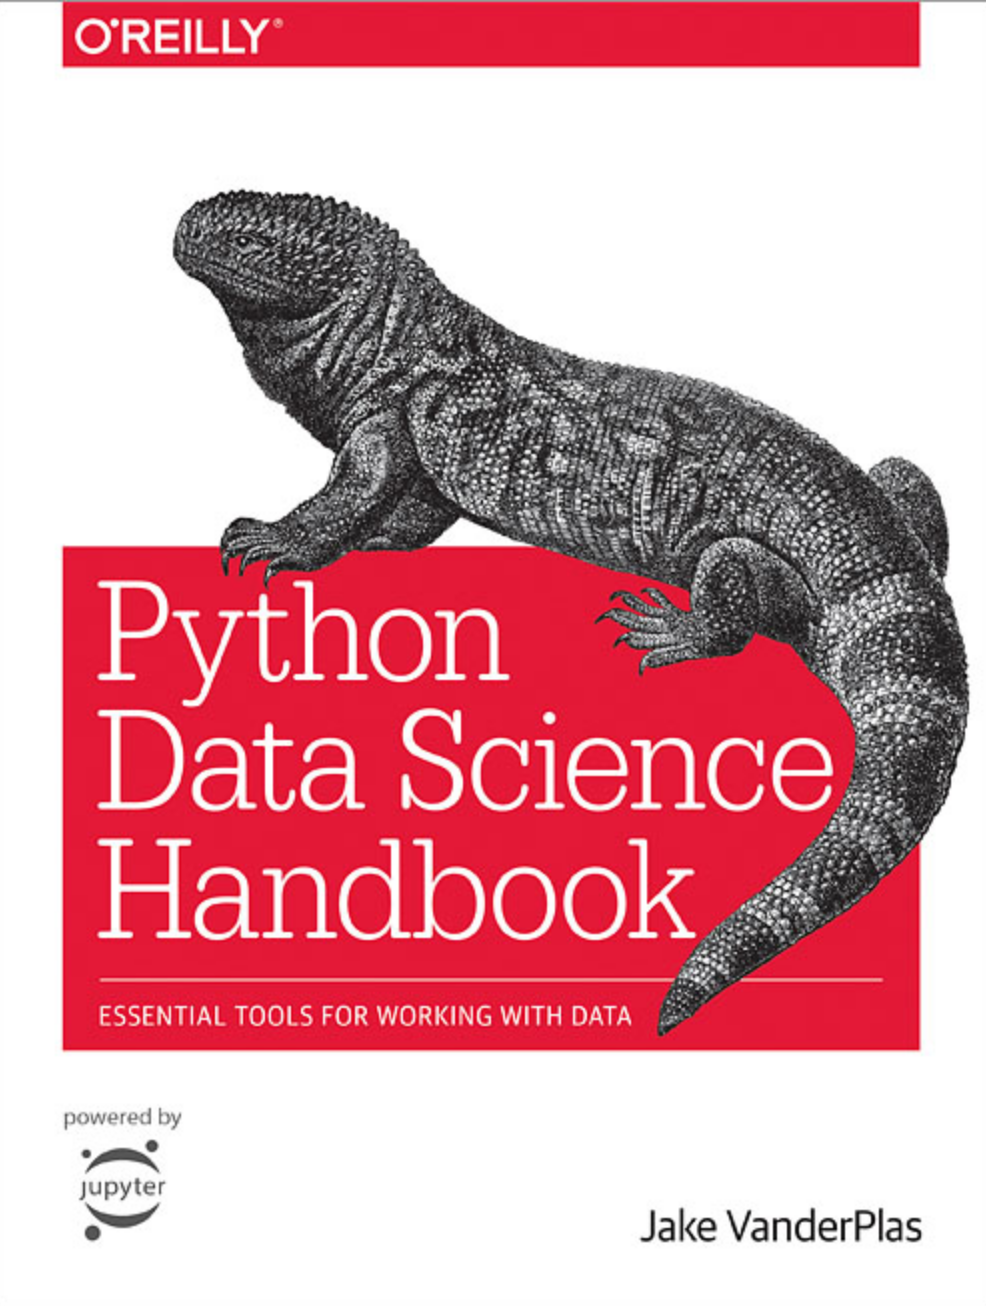 O'REILLY®
Python
Data Science
Handbook
ESSENTIAL TOOLS FOR WORKING WITH DATA
powered by
jupyter
Jake VanderPlas